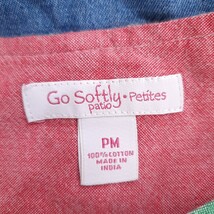 Go Softly • Petites
patio
PM
100% COTTON
MADE IN
INDIA